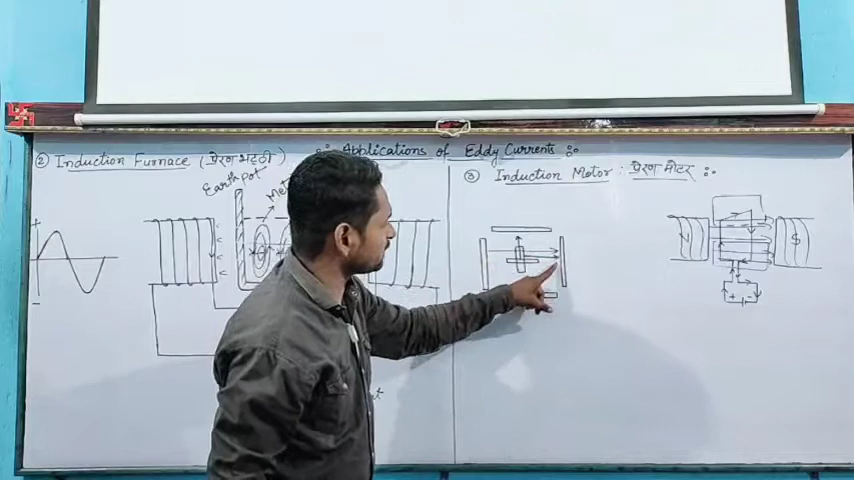 :: Applications of Eddy Currents ::
② Induction Furnace (प्रेरण भट्ठी)
Earth pot
+
-
③ Induction Motor : प्रेरण मोटर ::
N
S
+ -